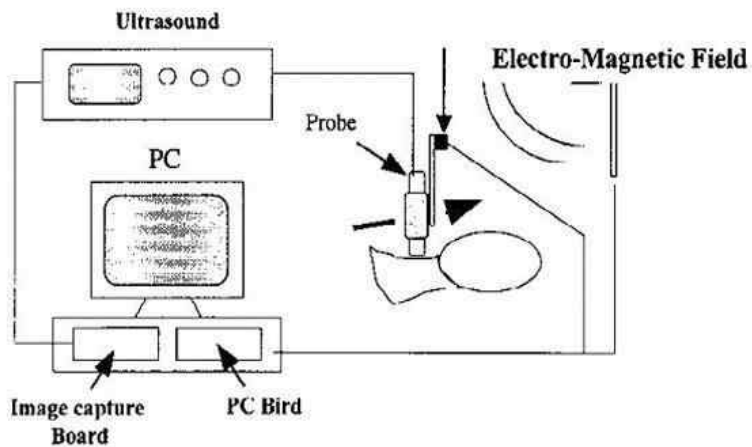 Ultrasound
Electro-Magnetic Field
Probe
PC
Image capture
Board
PC Bird